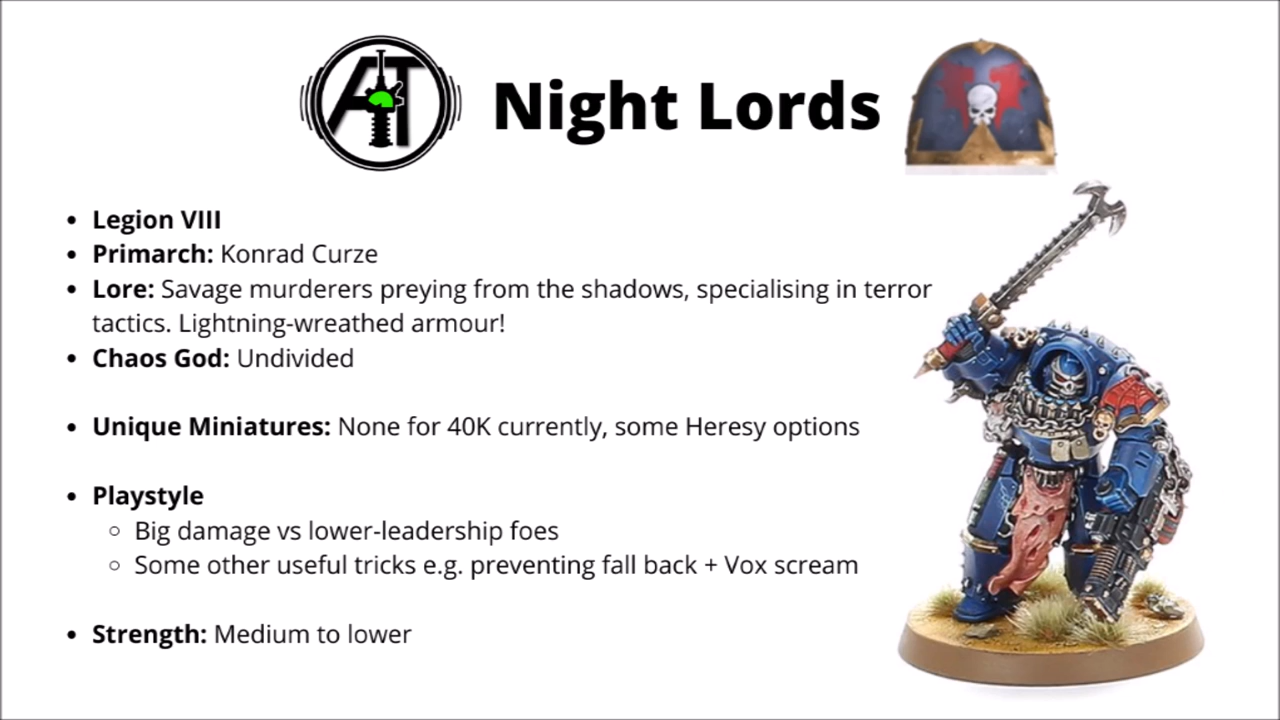 AT
Night Lords
• Legion VIII
• Primarch: Konrad Curze
• Lore: Savage murderers preying from the shadows, specialising in terror
tactics. Lightning-wreathed armour!
• Chaos God: Undivided
• Unique Miniatures: None for 40K currently, some Heresy options
• Playstyle
○ Big damage vs lower-leadership foes
○ Some other useful tricks e.g. preventing fall back + Vox scream
• Strength: Medium to lower